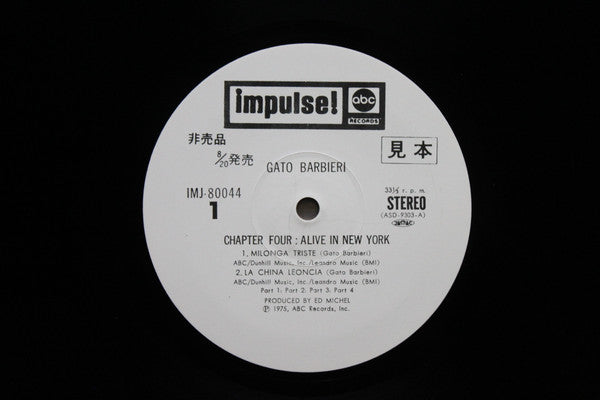 impulse! abc RECORDS
非売品
8/20発売
見本
GATO BARBIERI
IMJ-80044
1
33⅓ r. p. m.
STEREO
(ASD-9303-A)
CHAPTER FOUR : ALIVE IN NEW YORK
1. MILONGA TRISTE (Gato Barbieri)
ABC/Dunhill Music, Inc./Leandro Music (BMI)
2. LA CHINA LEONCIA (Gato Barbieri)
ABC/Dunhill Music, Inc./Leandro Music (BMI)
Part 1: Part 2: Part 3: Part 4
PRODUCED BY ED MICHEL
Ⓟ 1975, ABC Records, Inc.